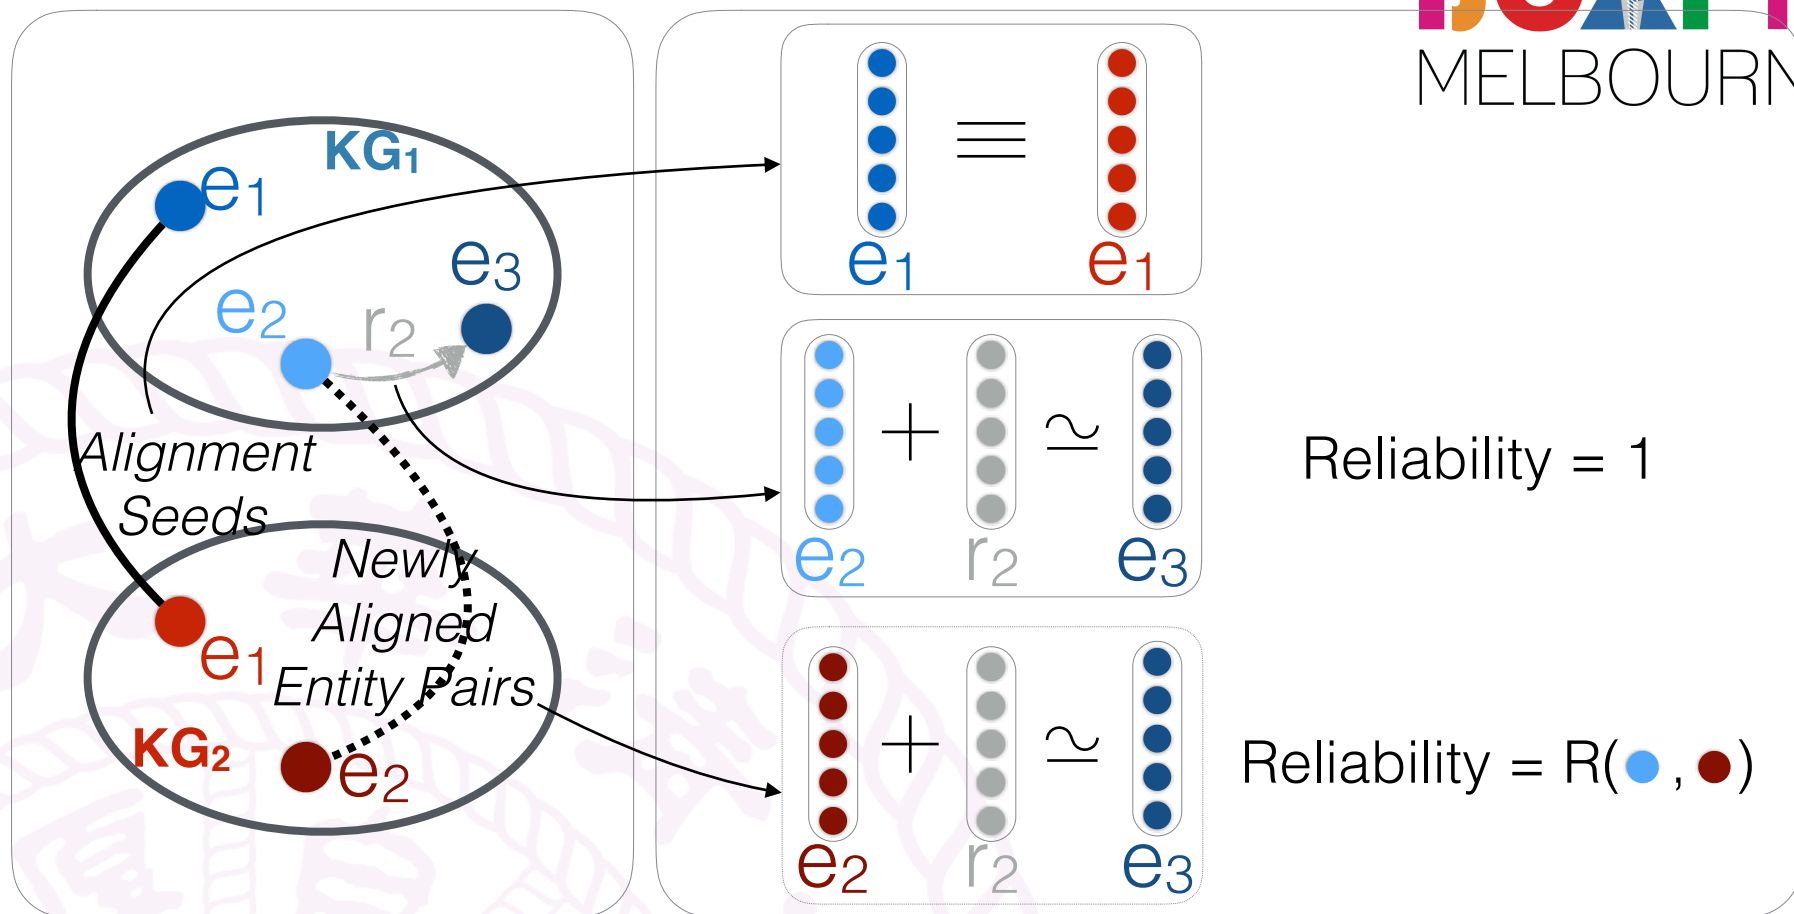 MELBOURN
KG1
e1
e3
e2
r2
Alignment
Seeds
Newly
Aligned
Entity Pairs
e1
KG2
e2
≡
e1 e1
+ ≃
e2 r2 e3
Reliability = 1
+ ≃
e2 r2 e3
Reliability = R( , )